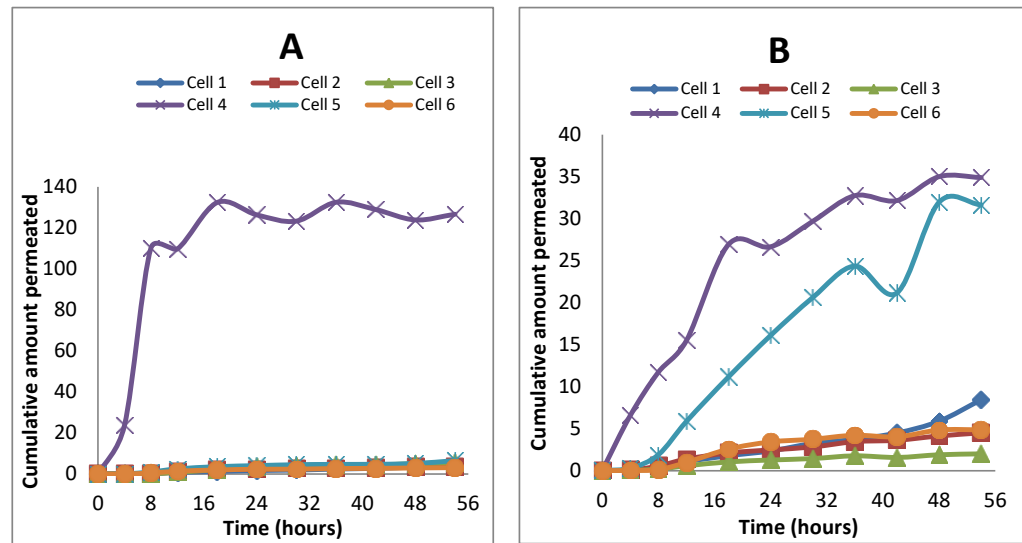 A
Cell 1 Cell 2 Cell 3
Cell 4 Cell 5 Cell 6
Cumulative amount permeated
140
120
100
80
60
40
20
0
0 8 16 24 32 40 48 56
Time (hours)
B
Cell 1 Cell 2 Cell 3
Cell 4 Cell 5 Cell 6
Cumulative amount permeated
40
35
30
25
20
15
10
5
0
0 8 16 24 32 40 48 56
Time (hours)